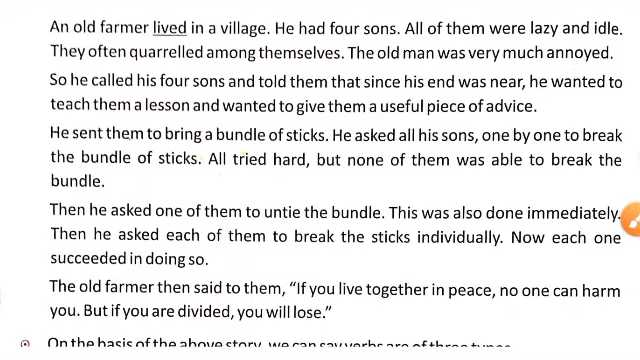 An old farmer lived in a village. He had four sons. All of them were lazy and idle.
They often quarrelled among themselves. The old man was very much annoyed.
So he called his four sons and told them that since his end was near, he wanted to
teach them a lesson and wanted to give them a useful piece of advice.
He sent them to bring a bundle of sticks. He asked all his sons, one by one to break
the bundle of sticks. All tried hard, but none of them was able to break the
bundle.
Then he asked one of them to untie the bundle. This was also done immediately.
Then he asked each of them to break the sticks individually. Now each one
succeeded in doing so.
The old farmer then said to them, “If you live together in peace, no one can harm
you. But if you are divided, you will lose.”
On the basis of the above story, we can say verbs are of three types